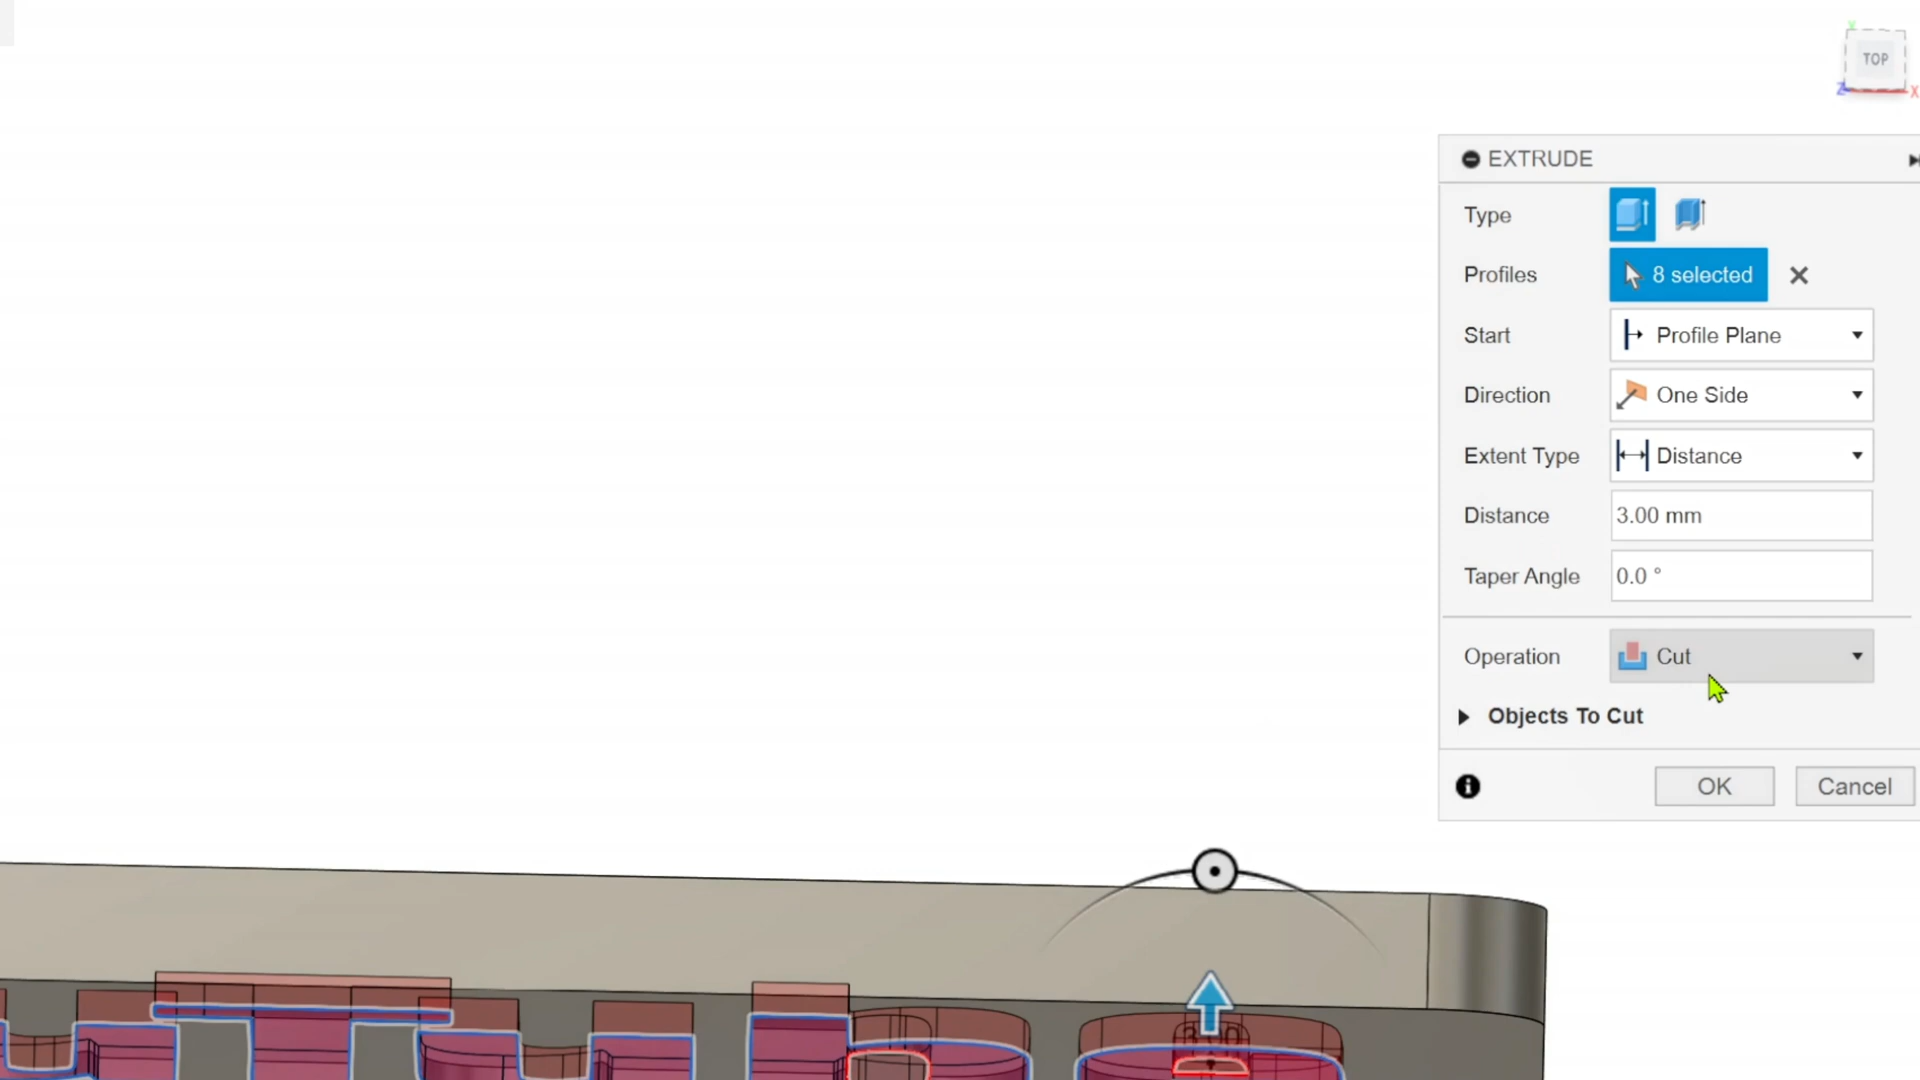 Y
TOP
Z X
EXTRUDE
Type
Profiles 8 selected
Start Profile Plane
Direction One Side
Extent Type Distance
Distance 3.00 mm
Taper Angle 0.0 °
Operation Cut
Objects To Cut
OK Cancel